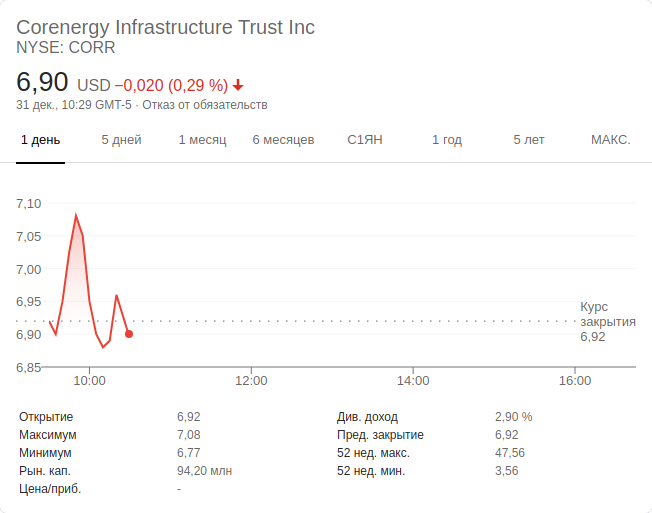 Corenergy Infrastructure Trust Inc
NYSE: CORR
6,90 USD −0,020 (0,29 %)
31 дек., 10:29 GMT-5 · Отказ от обязательств
1 день 5 дней 1 месяц 6 месяцев С1ЯН 1 год 5 лет МАКС.
7,10
7,05
7,00
6,95
6,90
6,85
Курс
закрытия
6,92
10:00 12:00 14:00 16:00
Открытие 6,92 Див. доход 2,90 %
Максимум 7,08 Пред. закрытие 6,92
Минимум 6,77 52 нед. макс. 47,56
Рын. кап. 94,20 млн 52 нед. мин. 3,56
Цена/приб. -